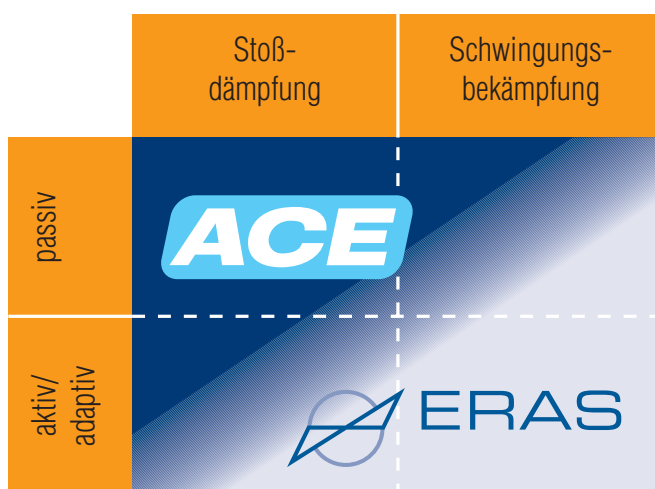 Stoß-
dämpfung
Schwingungs-
bekämpfung
passiv
ACE
aktiv/
adaptiv
ERAS